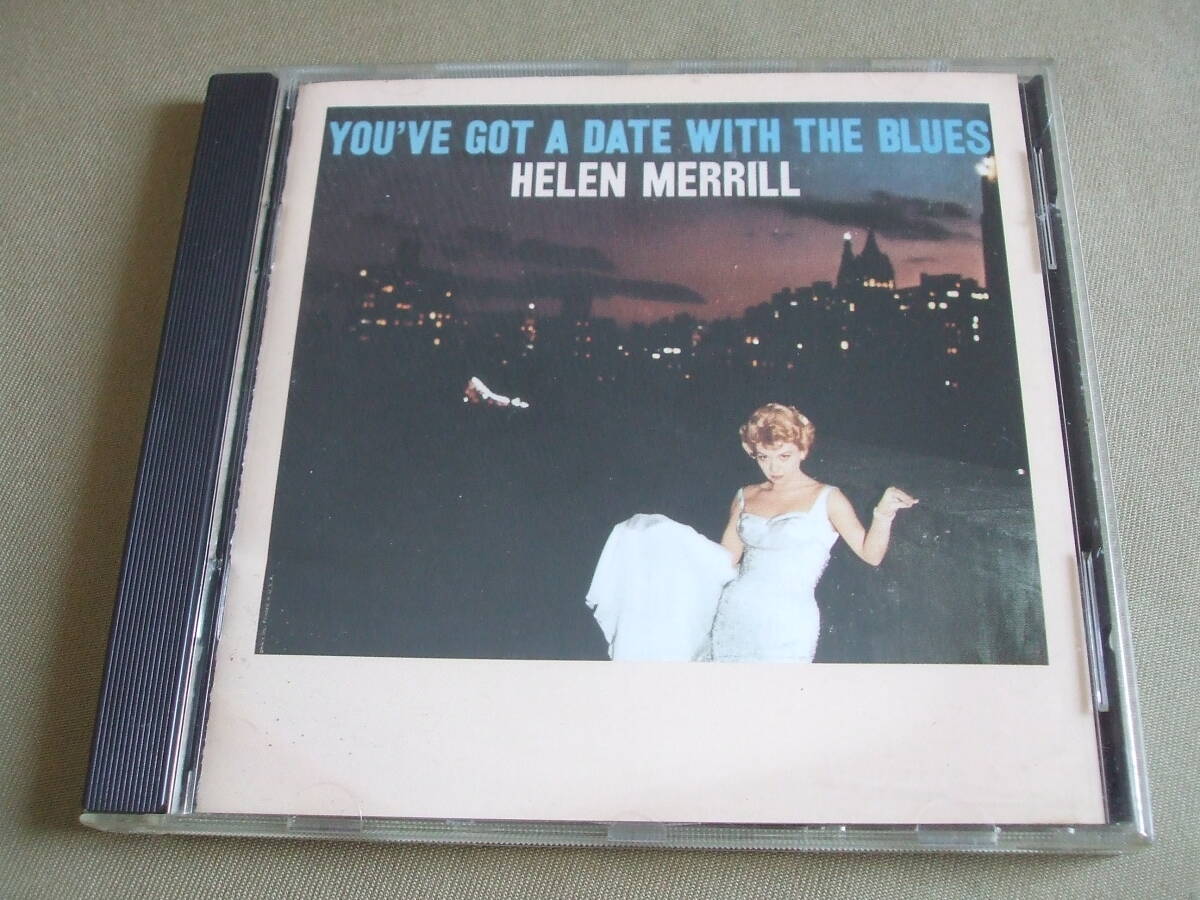 YOU'VE GOT A DATE WITH THE BLUES
HELEN MERRILL